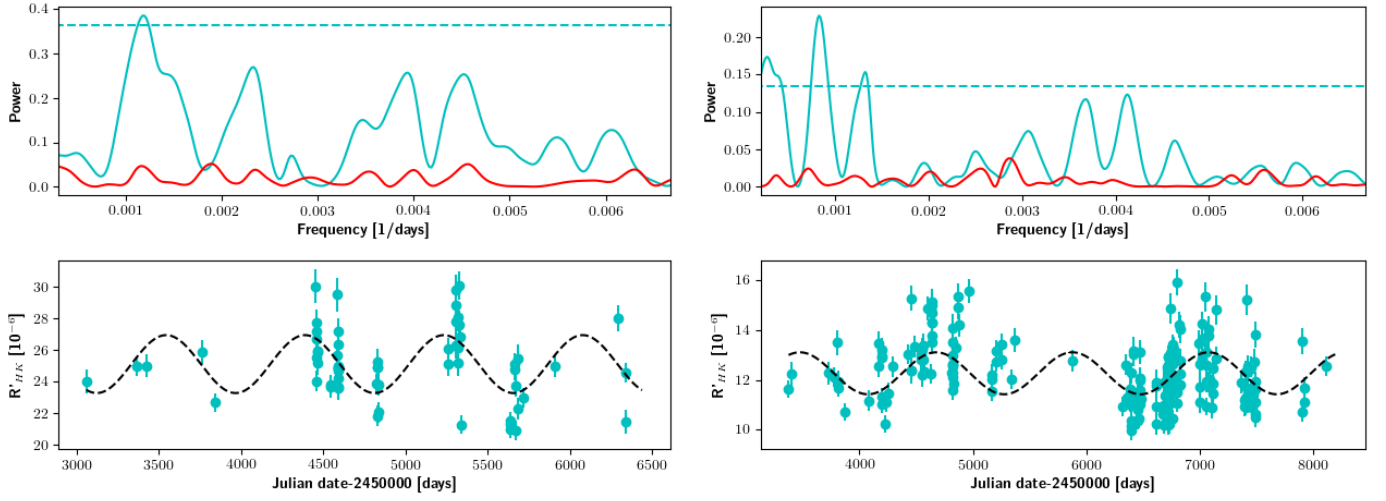 0.4
0.3
0.2
0.1
0.0
Power
0.001 0.002 0.003 0.004 0.005 0.006
Frequency [1/days]
0.20
0.15
0.10
0.05
0.00
Power
0.001 0.002 0.003 0.004 0.005 0.006
Frequency [1/days]
30
28
26
24
22
20
R'HK [10⁻⁶]
3000 3500 4000 4500 5000 5500 6000 6500
Julian date-2450000 [days]
16
14
12
10
R'HK [10⁻⁶]
4000 5000 6000 7000 8000
Julian date-2450000 [days]